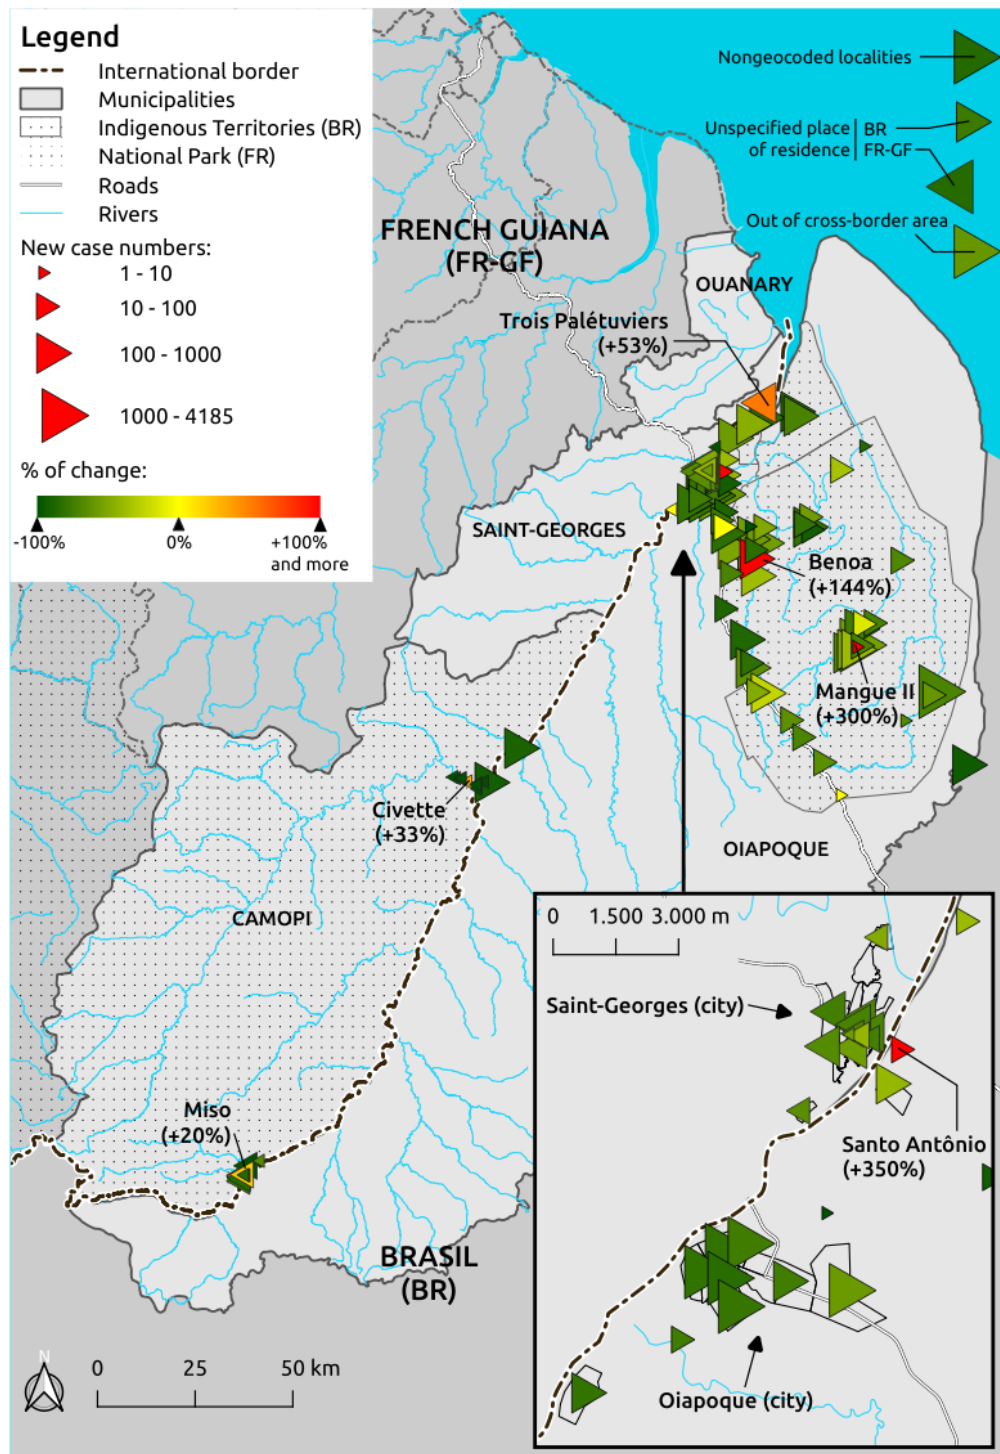 Legend
International border
Municipalities
Indigenous Territories (BR)
National Park (FR)
Roads
Rivers
New case numbers:
1 - 10
10 - 100
100 - 1000
1000 - 4185
% of change:
-100%
0%
+100%
and more
Nongeocoded localities
Unspecified place
of residence
BR
FR-GF
Out of cross-border area
FRENCH GUIANA
(FR-GF)
OUANARY
Trois Palétuviers
(+53%)
SAINT-GEORGES
Benoa
(+144%)
Mangue II
(+300%)
Civette
(+33%)
OIAPOQUE
CAMOPI
Miso
(+20%)
BRASIL
(BR)
N
0 25 50 km
0 1.500 3.000 m
Saint-Georges (city)
Santo Antônio
(+350%)
Oiapoque (city)